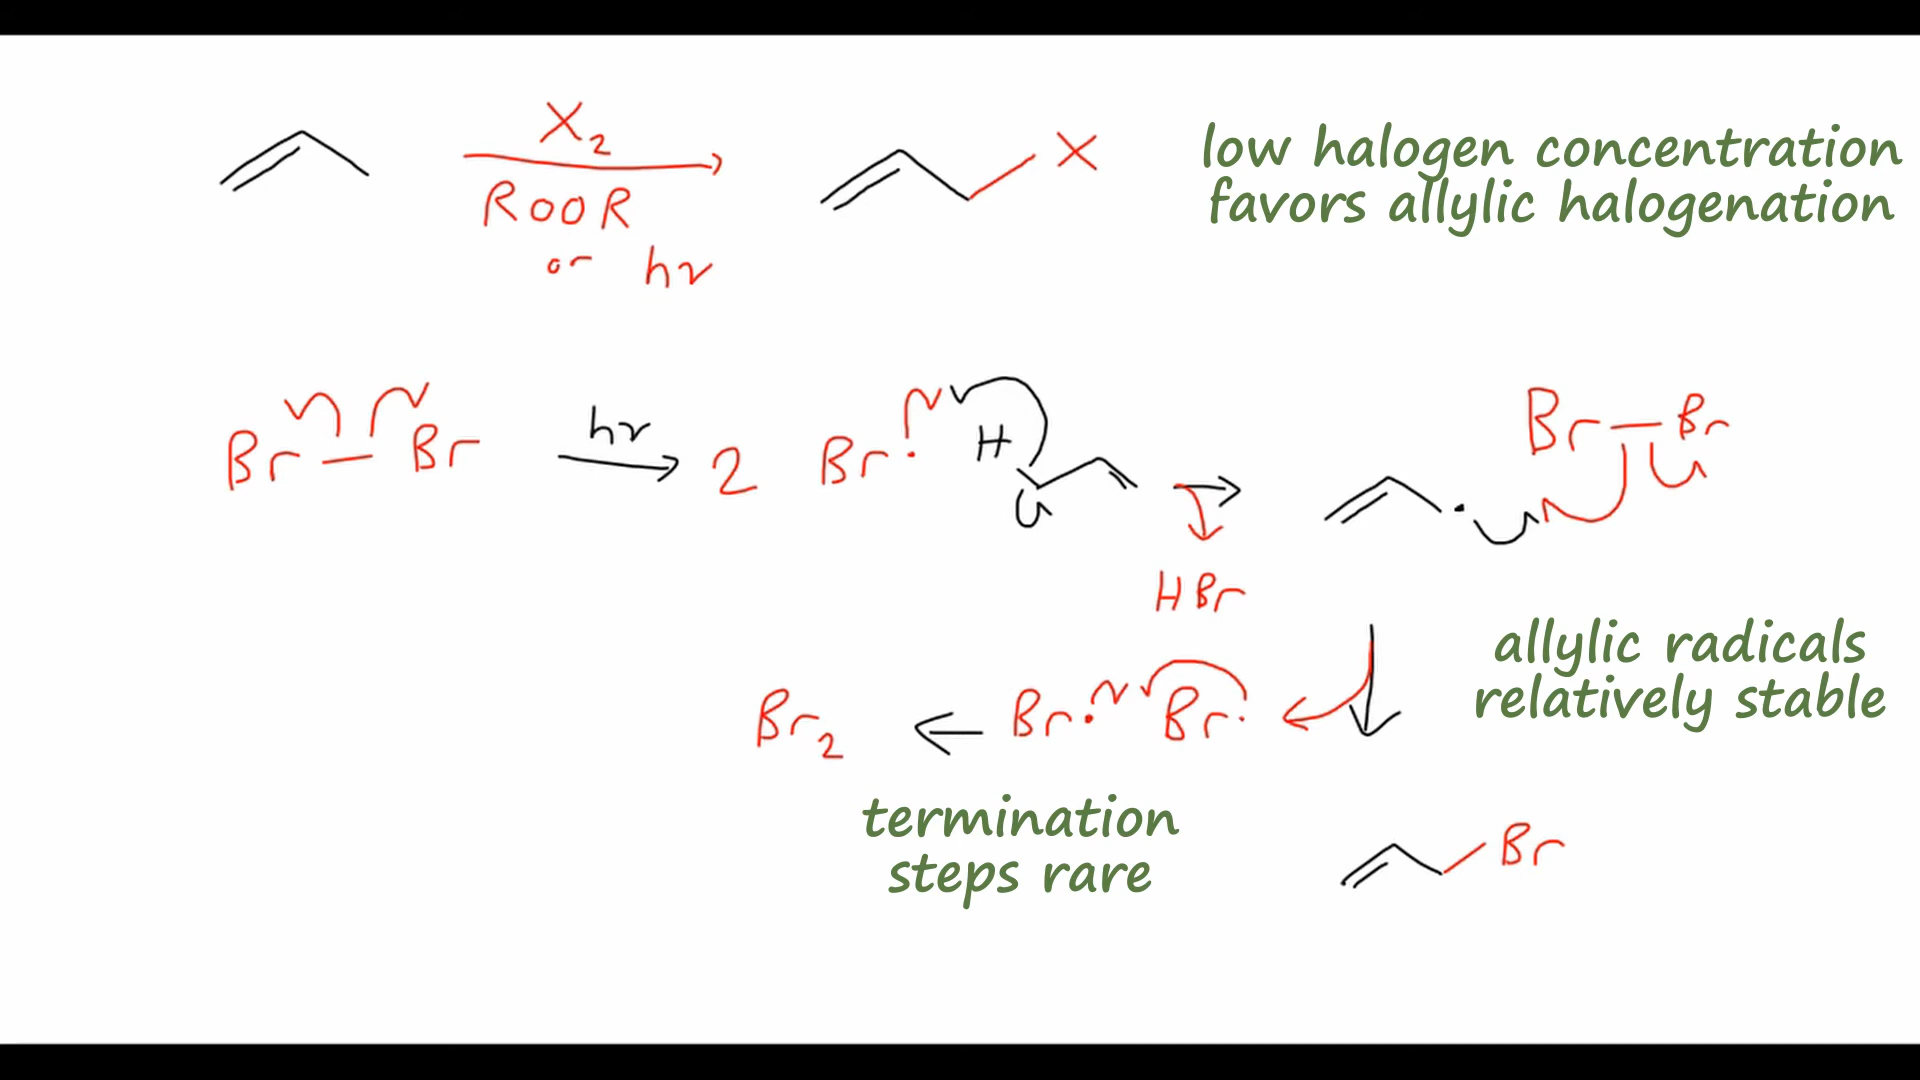 X₂
ROOR
or hν
X
low halogen concentration
favors allylic halogenation
Br — Br
hν
2 Br·
H
Br — Br
HBr
allylic radicals
relatively stable
Br₂ ← Br· Br·
termination
steps rare
Br